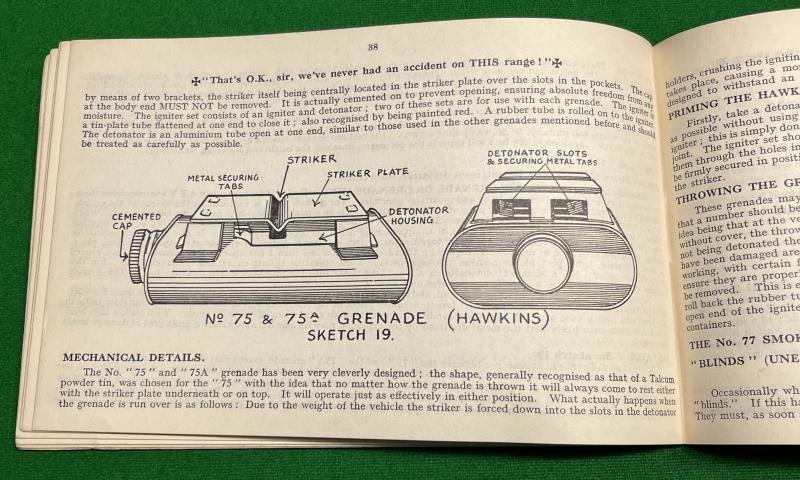 38
✠"That's O.K., sir, we've never had an accident on THIS range!"✠
by means of two brackets, the striker itself being centrally located in the striker plate over the slots in the pockets. The cap
at the body end MUST NOT be removed. It is actually cemented on to prevent opening, ensuring absolute freedom from any
moisture. The igniter set consists of an igniter and detonator; two of these sets are for use with each grenade. The igniter is
a tin-plate tube flattened at one end to close it; also recognised by being painted red. A rubber tube is rolled on to the igniter
The detonator is an aluminium tube open at one end, similar to those used in the other grenades mentioned before and should
be treated as carefully as possible.
STRIKER
METAL SECURING
TABS
STRIKER PLATE
CEMENTED
CAP
DETONATOR
HOUSING
DETONATOR SLOTS
& SECURING METAL TABS
Nº 75 & 75A GRENADE (HAWKINS)
SKETCH 19.
MECHANICAL DETAILS.
The No. "75" and "75A" grenade has been very cleverly designed; the shape, generally recognised as that of a Talcum
powder tin, was chosen for the "75" with the idea that no matter how the grenade is thrown it will always come to rest either
with the striker plate underneath or on top. It will operate just as effectively in either position. What actually happens when
the grenade is run over is as follows: Due to the weight of the vehicle the striker is forced down into the slots in the detonator
holders, crushing the
takes place, causing a
designed to withstand an
PRIMING THE
Firstly, take a
as possible without using
igniter; this is simply
joint. The igniter set
them through the holes in
be firmly secured in
the striker.
THROWING THE
These grenades may
that a number should be
idea being that at the
without cover, the
not being detonated the
have been damaged are
working, with certain
ensure they are
be removed. This is
roll back the rubber
open end of the
containers.
THE No. 77
"BLINDS"
Occasionally
"blinds." If this
They must, as soon